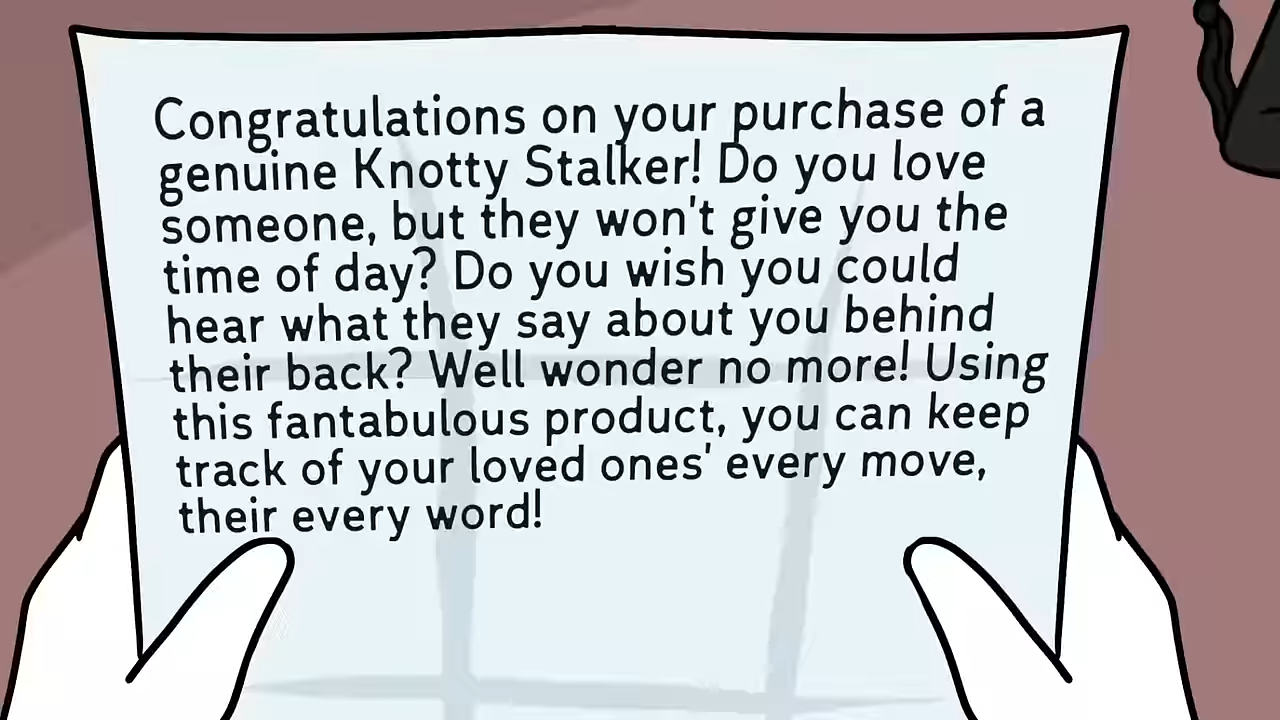 Congratulations on your purchase of a
genuine Knotty Stalker! Do you love
someone, but they won't give you the
time of day? Do you wish you could
hear what they say about you behind
their back? Well wonder no more! Using
this fantabulous product, you can keep
track of your loved ones' every move,
their every word!